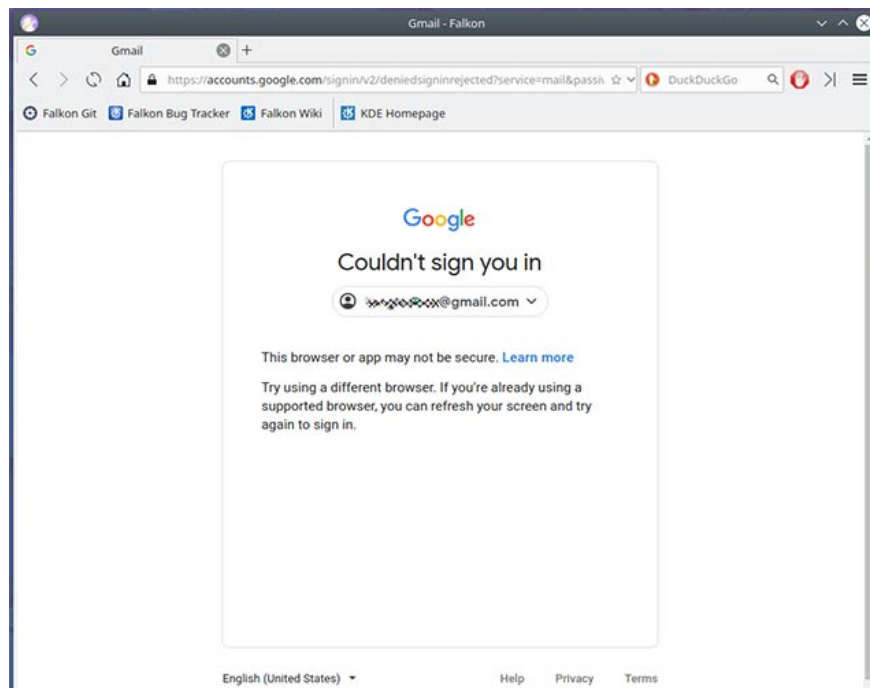 Gmail - Falkon
Gmail
https://accounts.google.com/signin/v2/deniedsigninrejected?service=mail&passiv
DuckDuckGo
Falkon Git Falkon Bug Tracker Falkon Wiki KDE Homepage
Google
Couldn't sign you in
@gmail.com
This browser or app may not be secure. Learn more
Try using a different browser. If you're already using a
supported browser, you can refresh your screen and try
again to sign in.
English (United States) Help Privacy Terms